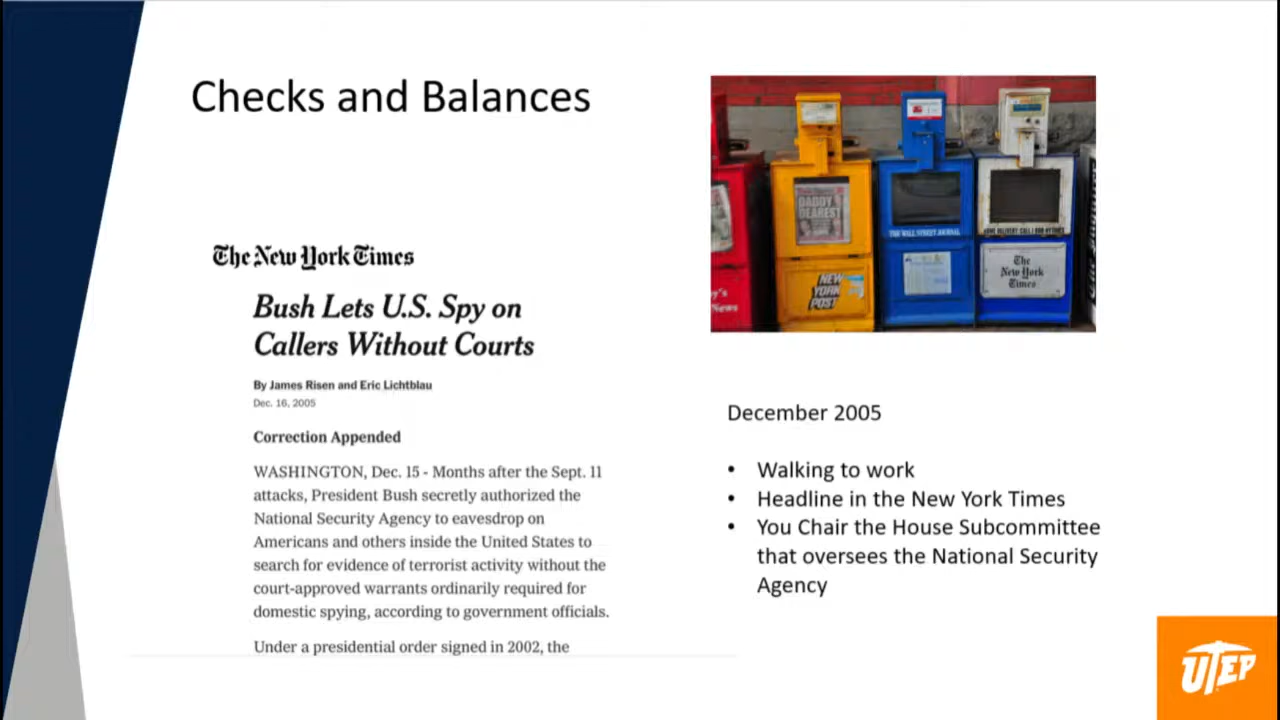 Checks and Balances
The New York Times
Bush Lets U.S. Spy on
Callers Without Courts
By James Risen and Eric Lichtblau
Dec. 16, 2005
Correction Appended
WASHINGTON, Dec. 15 - Months after the Sept. 11
attacks, President Bush secretly authorized the
National Security Agency to eavesdrop on
Americans and others inside the United States to
search for evidence of terrorist activity without the
court-approved warrants ordinarily required for
domestic spying, according to government officials.
Under a presidential order signed in 2002, the
DADDY
DEAREST
NEW
YORK
POST
THE WALL STREET JOURNAL
The
New York
Times
December 2005
• Walking to work
• Headline in the New York Times
• You Chair the House Subcommittee
that oversees the National Security
Agency
UTEP